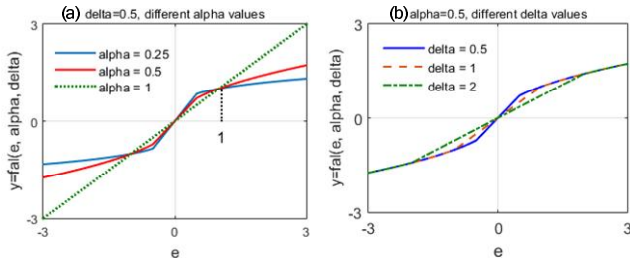 (a) delta=0.5, different alpha values
3
alpha = 0.25
alpha = 0.5
alpha = 1
y=fal(e, alpha, delta)
0
1
-3
-3 0 3
e
(b) alpha=0.5, different delta values
3
delta = 0.5
delta = 1
delta = 2
y=fal(e, alpha, delta)
0
-3
-3 0 3
e